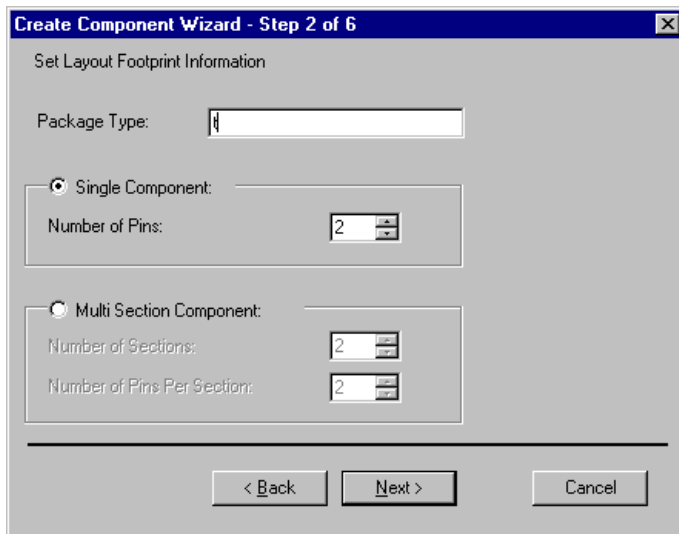 Create Component Wizard - Step 2 of 6
Set Layout Footprint Information
Package Type: t
Single Component:
Number of Pins: 2
Multi Section Component:
Number of Sections: 2
Number of Pins Per Section: 2
< Back Next > Cancel